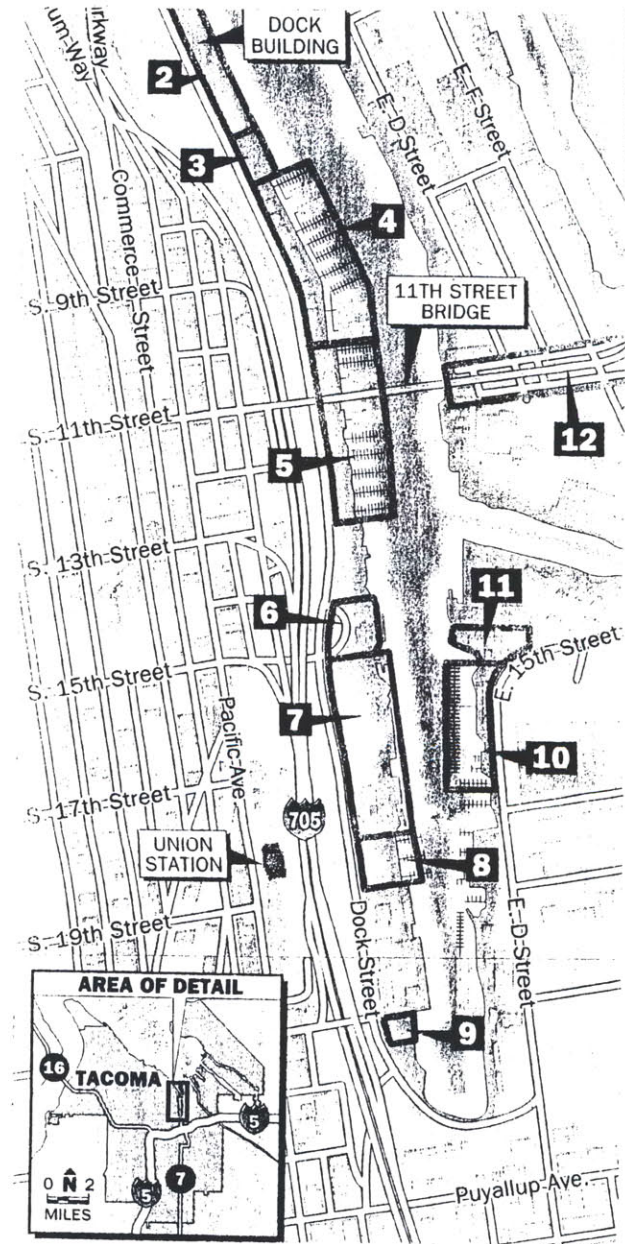 Parkway
DOCK
BUILDING
2
3
Commerce Street
E. D Street
E. F Street
4
S. 9th Street
11TH STREET
BRIDGE
S. 11th Street
12
5
S. 13th Street
11
6
E. 15th Street
S. 15th Street
7
Pacific Ave.
10
S. 17th Street
705
UNION
STATION
8
S. 19th Street
Dock Street
E. D Street
AREA OF DETAIL
9
16
TACOMA
5
0 N 2
MILES
5
7
Puyallup Ave.